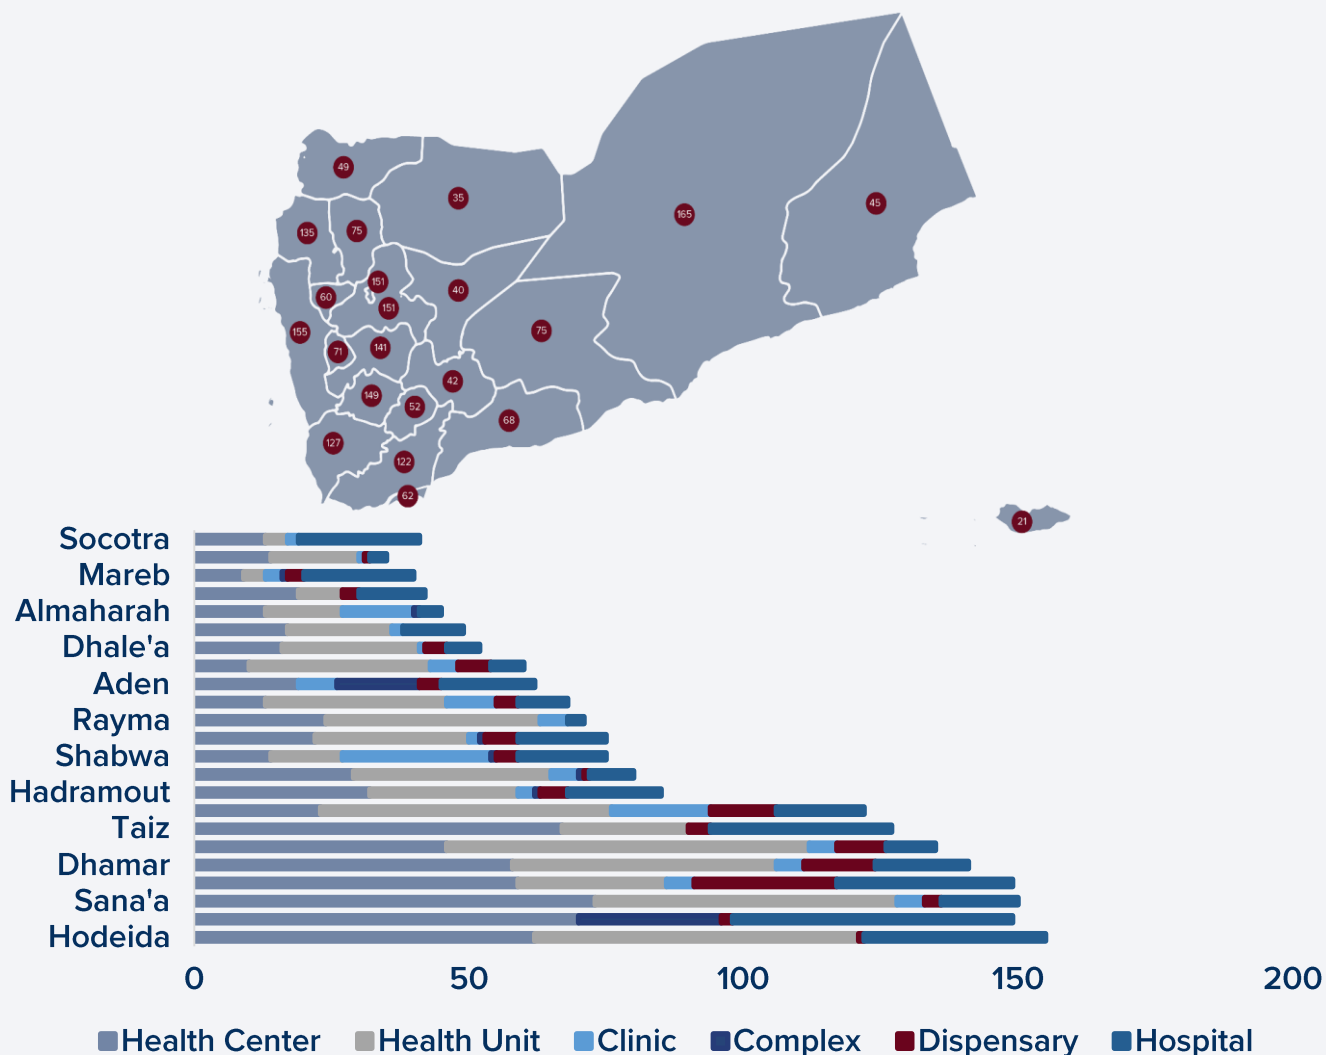 49
35
165
45
135
75
151
40
60
151
155
75
71
141
42
149
52
68
127
122
62
21
Socotra
Mareb
Almaharah
Dhale'a
Aden
Rayma
Shabwa
Hadramout
Taiz
Dhamar
Sana'a
Hodeida
0 50 100 150 200
Health Center Health Unit Clinic Complex Dispensary Hospital